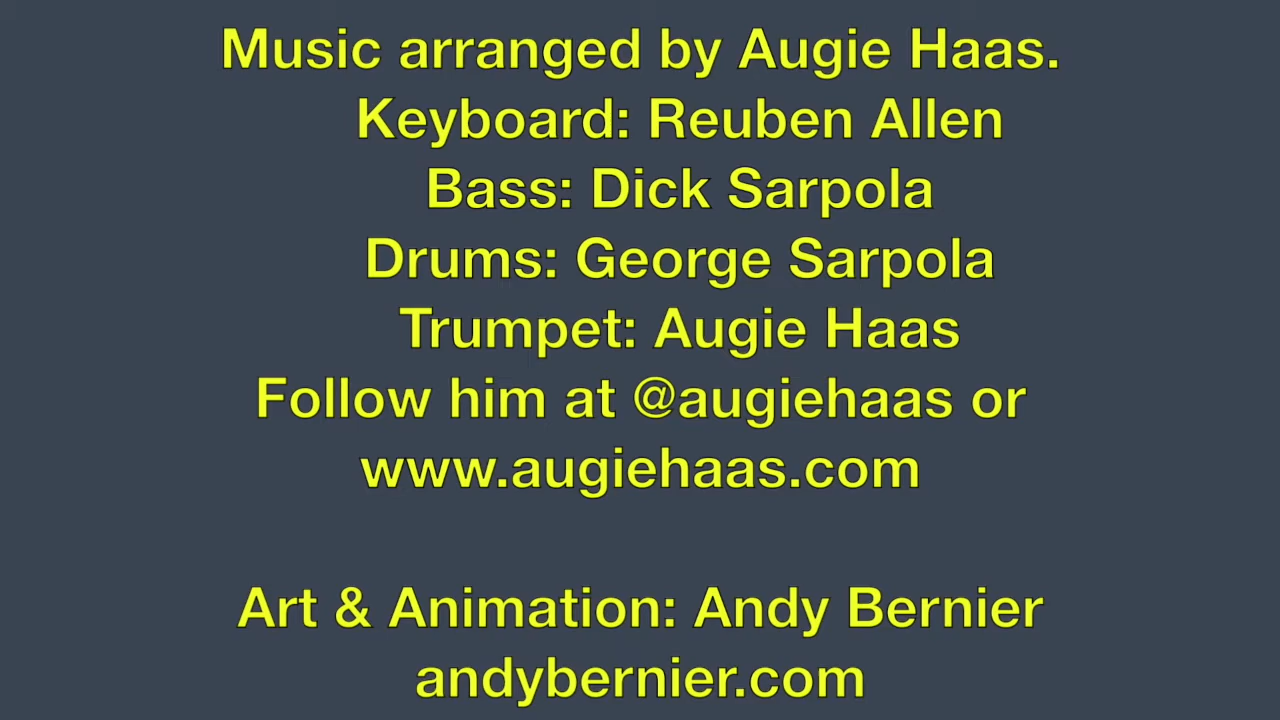 Music arranged by Augie Haas.
Keyboard: Reuben Allen
Bass: Dick Sarpola
Drums: George Sarpola
Trumpet: Augie Haas
Follow him at @augiehaas or
www.augiehaas.com
Art & Animation: Andy Bernier
andybernier.com